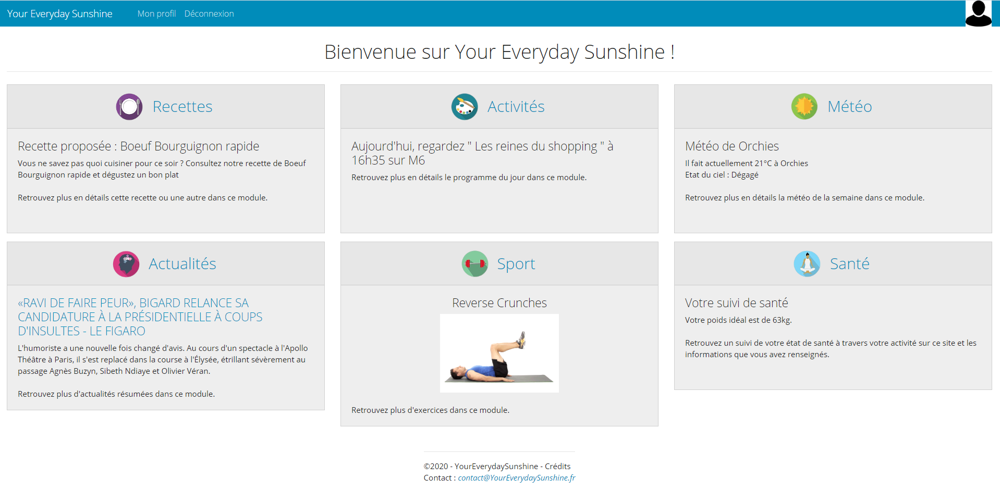 Your Everyday Sunshine
Mon profil
Déconnexion
Bienvenue sur Your Everyday Sunshine !
Recettes
Recette proposée : Boeuf Bourguignon rapide
Vous ne savez pas quoi cuisiner pour ce soir ? Consultez notre recette de Boeuf
Bourguignon rapide et dégustez un bon plat
Retrouvez plus en détails cette recette ou une autre dans ce module.
Activités
Aujourd'hui, regardez " Les reines du shopping " à
16h35 sur M6
Retrouvez plus en détails le programme du jour dans ce module.
Météo
Météo de Orchies
Il fait actuellement 21°C à Orchies
Etat du ciel : Dégagé
Retrouvez plus en détails la météo de la semaine dans ce module.
Actualités
«RAVI DE FAIRE PEUR», BIGARD RELANCE SA
CANDIDATURE À LA PRÉSIDENTIELLE À COUPS
D'INSULTES - LE FIGARO
L'humoriste a une nouvelle fois changé d'avis. Au cours d'un spectacle à l'Apollo
Théâtre à Paris, il s'est replacé dans la course à l'Élysée, étrillant sévèrement au
passage Agnès Buzyn, Sibeth Ndiaye et Olivier Véran.
Retrouvez plus d'actualités résumées dans ce module.
Sport
Reverse Crunches
Retrouvez plus d'exercices dans ce module.
Santé
Votre suivi de santé
Votre poids idéal est de 63kg.
Retrouvez un suivi de votre état de santé à travers votre activité sur ce site et les
informations que vous avez renseignés.
©2020 - YourEverydaySunshine - Crédits
Contact : contact@YourEverydaySunshine.fr